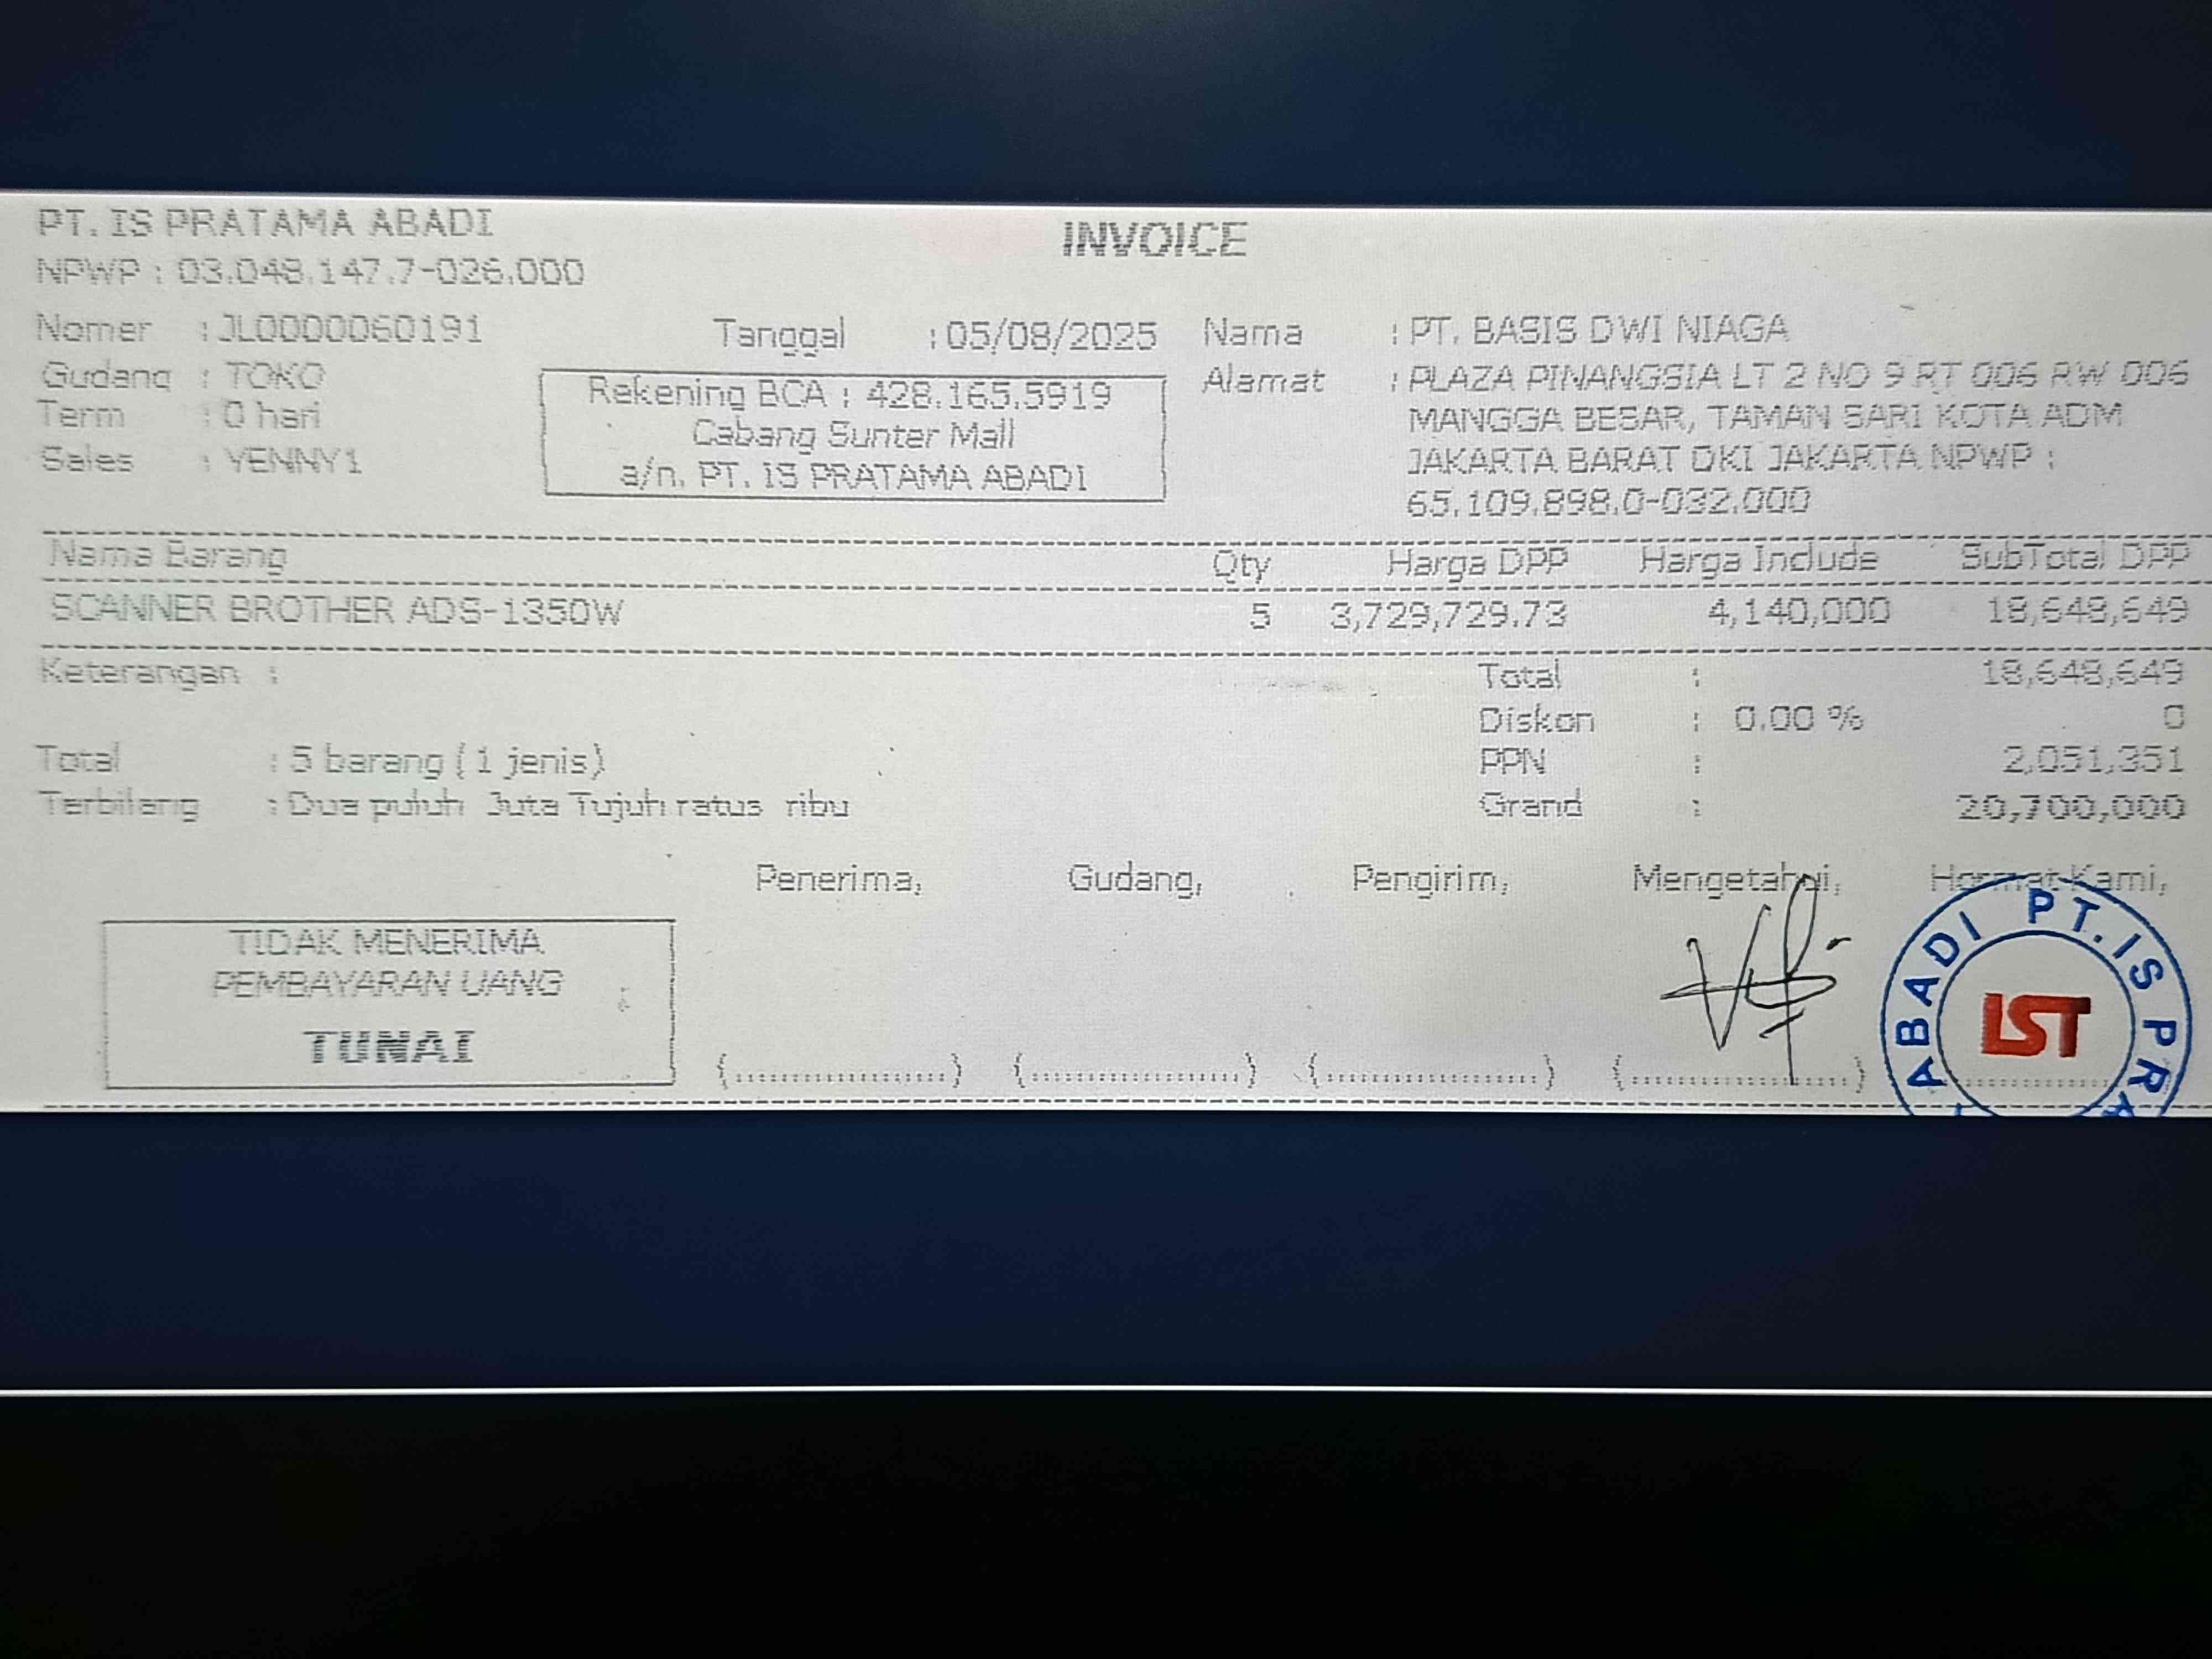 PT. IS PRATAMA ABADI
INVOICE
NPWP : 03.048.147.7-026.000
Nomer : JL0000060191
Tanggal : 05/08/2025
Nama : PT. BASIS DWI NIAGA
Gudang : TOKO
Term : 0 hari
Sales : YENNY1
Rekening BCA : 428.165.5919
Cabang Sunter Mall
a/n. PT. IS PRATAMA ABADI
Alamat : PLAZA PINANGSIA LT 2 NO 9 RT 006 RW 006
MANGGA BESAR, TAMAN SARI KOTA ADM
JAKARTA BARAT DKI JAKARTA NPWP :
65.109.898.0-032.000
Nama Barang Qty Harga DPP Harga Include SubTotal DPP
SCANNER BROTHER ADS-1350W 5 3,729,729.73 4,140,000 18,648,649
Keterangan :
Total : 18,648,649
Diskon : 0.00 % 0
Total : 5 barang ( 1 jenis)
PPN : 2,051,351
Terbilang : Dua puluh Juta Tujuh ratus ribu
Grand : 20,700,000
Penerima, Gudang, Pengirim, Mengetahui, Hormat Kami,
TIDAK MENERIMA
PEMBAYARAN UANG
TUNAI
(....................) (....................) (....................) (....................)
ABADI PT. IS PRA
IST